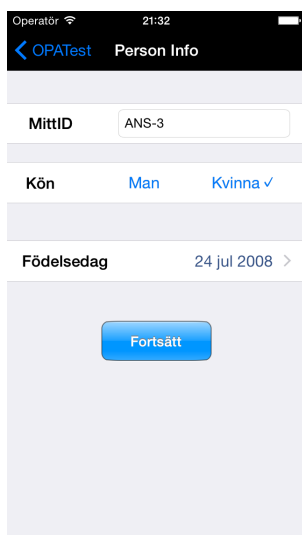 Operatör 21:32
OPATest Person Info
MittID ANS-3
Kön Man Kvinna ✓
Födelsedag 24 jul 2008
Fortsätt